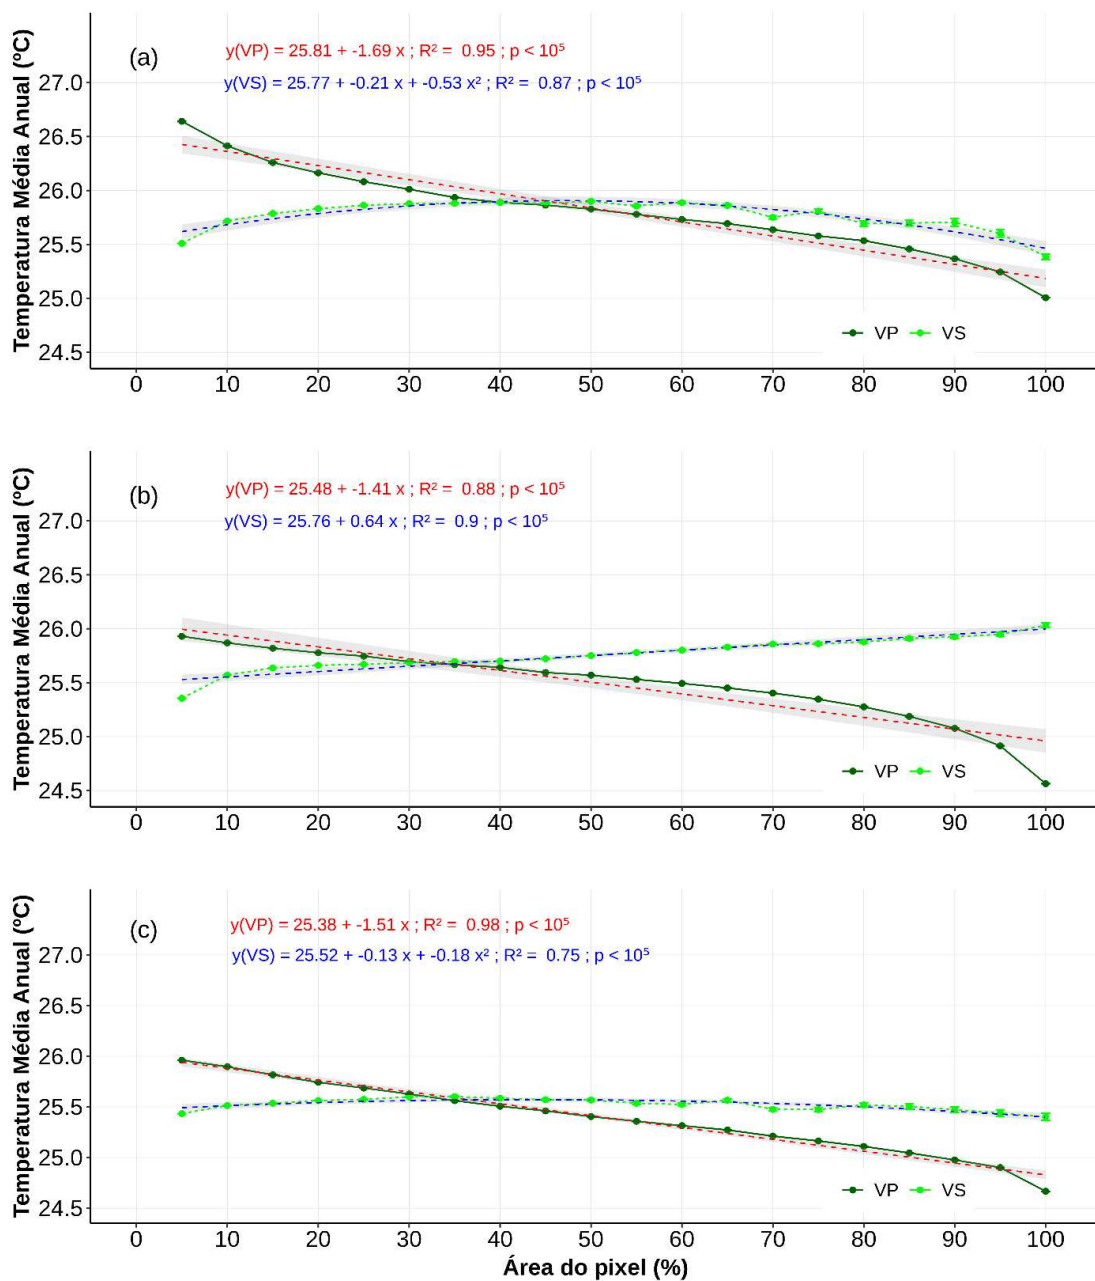 (a)
y(VP) = 25.81 + -1.69 x ; R² = 0.95 ; p < 10⁵
y(VS) = 25.77 + -0.21 x + -0.53 x² ; R² = 0.87 ; p < 10⁵
Temperatura Média Anual (ºC)
27.0
26.5
26.0
25.5
25.0
24.5
VP VS
0 10 20 30 40 50 60 70 80 90 100
(b)
y(VP) = 25.48 + -1.41 x ; R² = 0.88 ; p < 10⁵
y(VS) = 25.76 + 0.64 x ; R² = 0.9 ; p < 10⁵
Temperatura Média Anual (ºC)
27.0
26.5
26.0
25.5
25.0
24.5
VP VS
0 10 20 30 40 50 60 70 80 90 100
(c)
y(VP) = 25.38 + -1.51 x ; R² = 0.98 ; p < 10⁵
y(VS) = 25.52 + -0.13 x + -0.18 x² ; R² = 0.75 ; p < 10⁵
Temperatura Média Anual (ºC)
27.0
26.5
26.0
25.5
25.0
24.5
VP VS
0 10 20 30 40 50 60 70 80 90 100
Área do pixel (%)